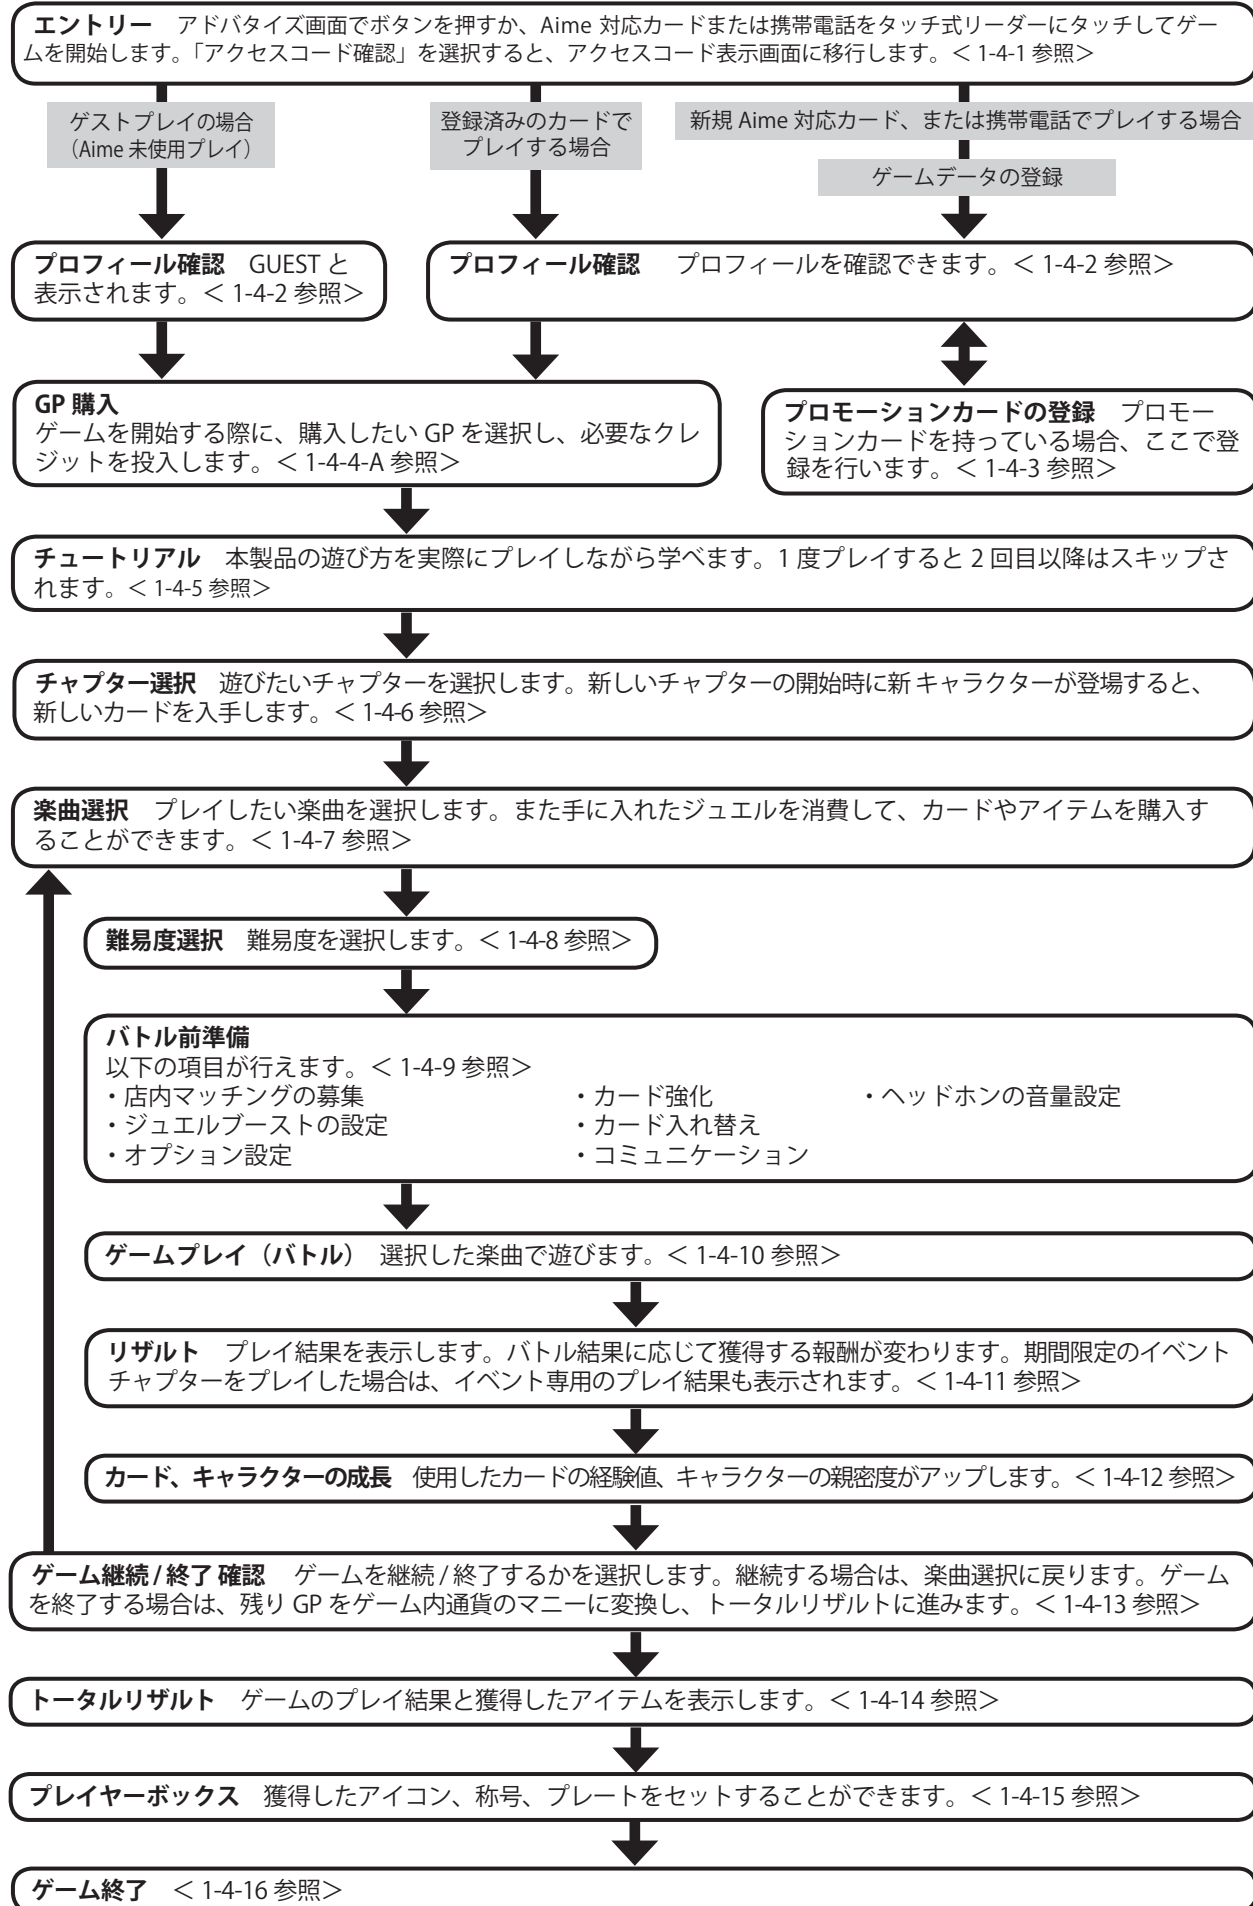 エントリー　アドバタイズ画面でボタンを押すか、Aime 対応カードまたは携帯電話をタッチ式リーダーにタッチしてゲー
ムを開始します。「アクセスコード確認」を選択すると、アクセスコード表示画面に移行します。＜ 1-4-1 参照＞
ゲストプレイの場合
（Aime 未使用プレイ）
登録済みのカードで
プレイする場合
新規 Aime 対応カード、または携帯電話でプレイする場合
ゲームデータの登録
プロフィール確認　GUEST と
表示されます。＜ 1-4-2 参照＞
プロフィール確認　プロフィールを確認できます。＜ 1-4-2 参照＞
GP 購入
ゲームを開始する際に、購入したい GP を選択し、必要なクレ
ジットを投入します。＜ 1-4-4-A 参照＞
プロモーションカードの登録　プロモー
ションカードを持っている場合、ここで登
録を行います。＜ 1-4-3 参照＞
チュートリアル　本製品の遊び方を実際にプレイしながら学べます。1 度プレイすると 2 回目以降はスキップさ
れます。＜ 1-4-5 参照＞
チャプター選択　遊びたいチャプターを選択します。新しいチャプターの開始時に新 キャラクターが登場すると、
新しいカードを入手します。＜ 1-4-6 参照＞
楽曲選択　プレイしたい楽曲を選択します。また手に入れたジュエルを消費して、カードやアイテムを購入す
ることができます。＜ 1-4-7 参照＞
難易度選択　難易度を選択します。＜ 1-4-8 参照＞
バトル前準備
以下の項目が行えます。＜ 1-4-9 参照＞
・店内マッチングの募集　・カード強化　・ヘッドホンの音量設定
・ジュエルブーストの設定　・カード入れ替え
・オプション設定　・コミュニケーション
ゲームプレイ（バトル）　選択した楽曲で遊びます。＜ 1-4-10 参照＞
リザルト　プレイ結果を表示します。バトル結果に応じて獲得する報酬が変わります。期間限定のイベント
チャプターをプレイした場合は、イベント専用のプレイ結果も表示されます。＜ 1-4-11 参照＞
カード、キャラクターの成長　使用したカードの経験値、キャラクターの親密度がアップします。＜ 1-4-12 参照＞
ゲーム継続 / 終了 確認　ゲームを継続 / 終了するかを選択します。継続する場合は、楽曲選択に戻ります。ゲーム
を終了する場合は、残り GP をゲーム内通貨のマニーに変換し、トータルリザルトに進みます。＜ 1-4-13 参照＞
トータルリザルト　ゲームのプレイ結果と獲得したアイテムを表示します。＜ 1-4-14 参照＞
プレイヤーボックス　獲得したアイコン、称号、プレートをセットすることができます。＜ 1-4-15 参照＞
ゲーム終了　＜ 1-4-16 参照＞